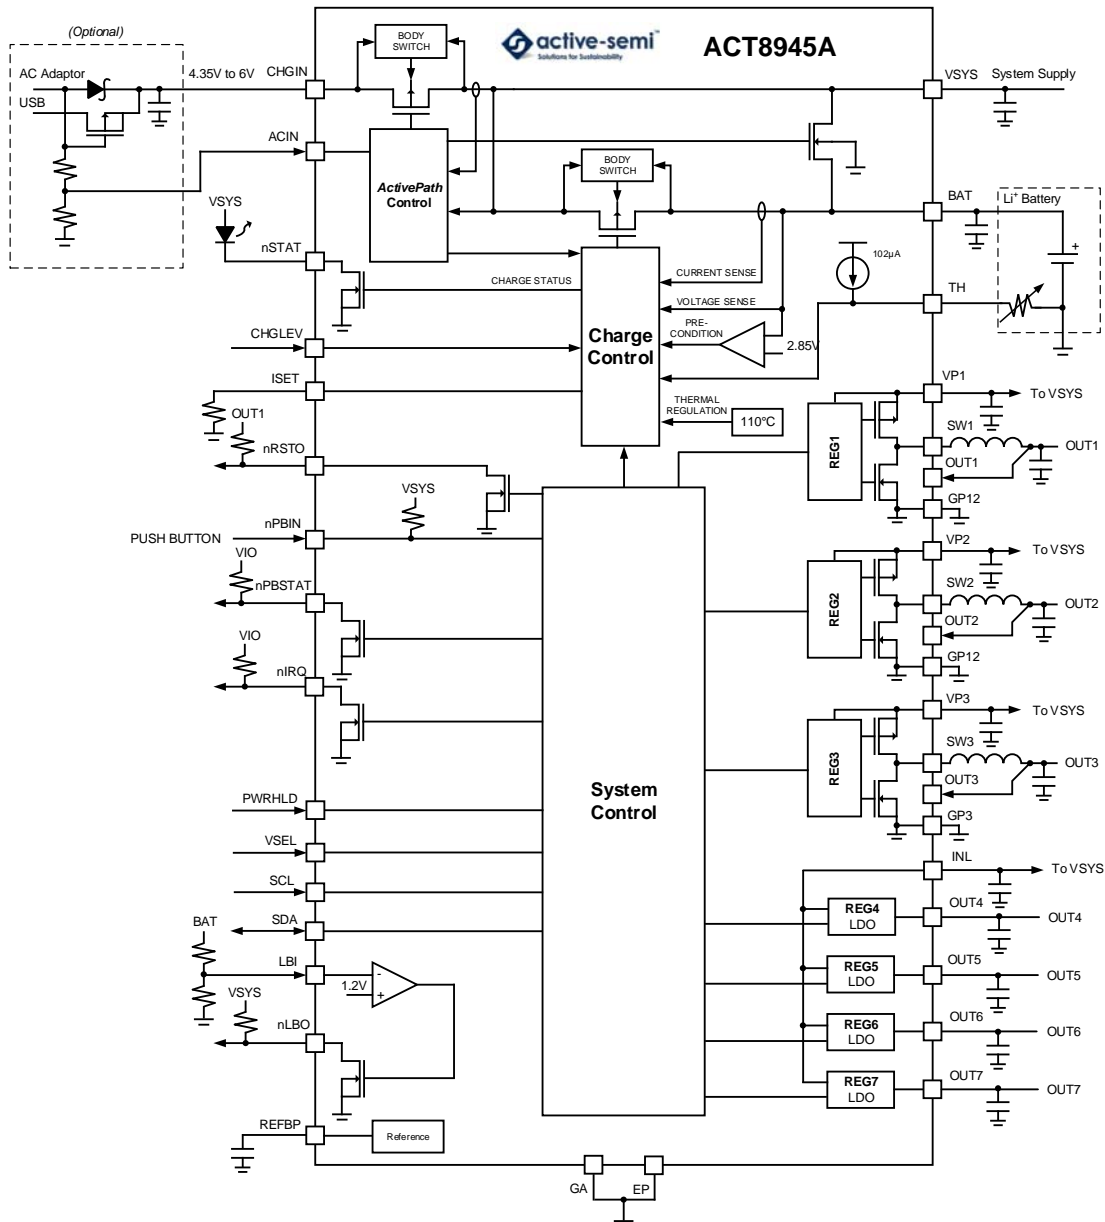 (Optional)
AC Adaptor
USB
4.35V to 6V
CHGIN
BODY
SWITCH
active-semi™
Solutions for Sustainability
ACT8945A
VSYS
System Supply
ACIN
ActivePath
Control
BODY
SWITCH
BAT
Li+ Battery
+
VSYS
nSTAT
CHARGE STATUS
CURRENT SENSE
102µA
TH
VOLTAGE SENSE
CHGLEV
Charge
Control
PRE-
CONDITION
2.85V
ISET
THERMAL
REGULATION
110°C
VP1
To VSYS
OUT1
nRSTO
REG1
SW1
OUT1
OUT1
GP12
VSYS
nPBIN
PUSH BUTTON
VP2
To VSYS
VIO
nPBSTAT
REG2
SW2
OUT2
OUT2
GP12
VIO
nIRQ
VP3
To VSYS
REG3
SW3
OUT3
OUT3
GP3
System
Control
PWRHLD
VSEL
INL
To VSYS
SCL
SDA
REG4
LDO
OUT4
OUT4
BAT
LBI
1.2V
-
+
REG5
LDO
OUT5
OUT5
VSYS
nLBO
REG6
LDO
OUT6
OUT6
REG7
LDO
OUT7
OUT7
REFBP
Reference
GA
EP